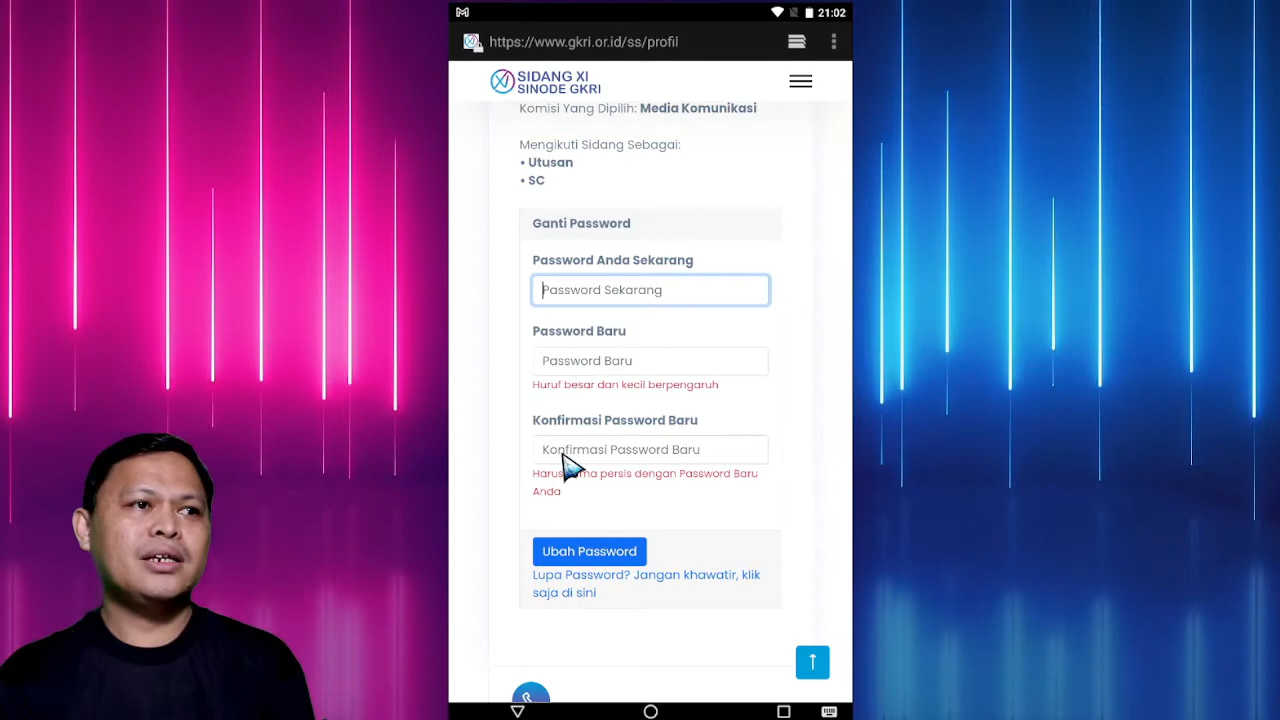 21:02
https://www.gkri.or.id/ss/profil
SIDANG XI
SINODE GKRI
Komisi Yang Dipilih: Media Komunikasi
Mengikuti Sidang Sebagai:
• Utusan
• SC
Ganti Password
Password Anda Sekarang
Password Sekarang
Password Baru
Password Baru
Huruf besar dan kecil berpengaruh
Konfirmasi Password Baru
Konfirmasi Password Baru
persis dengan Password Baru
Anda
Ubah Password
Lupa Password? Jangan khawatir, klik
saja di sini